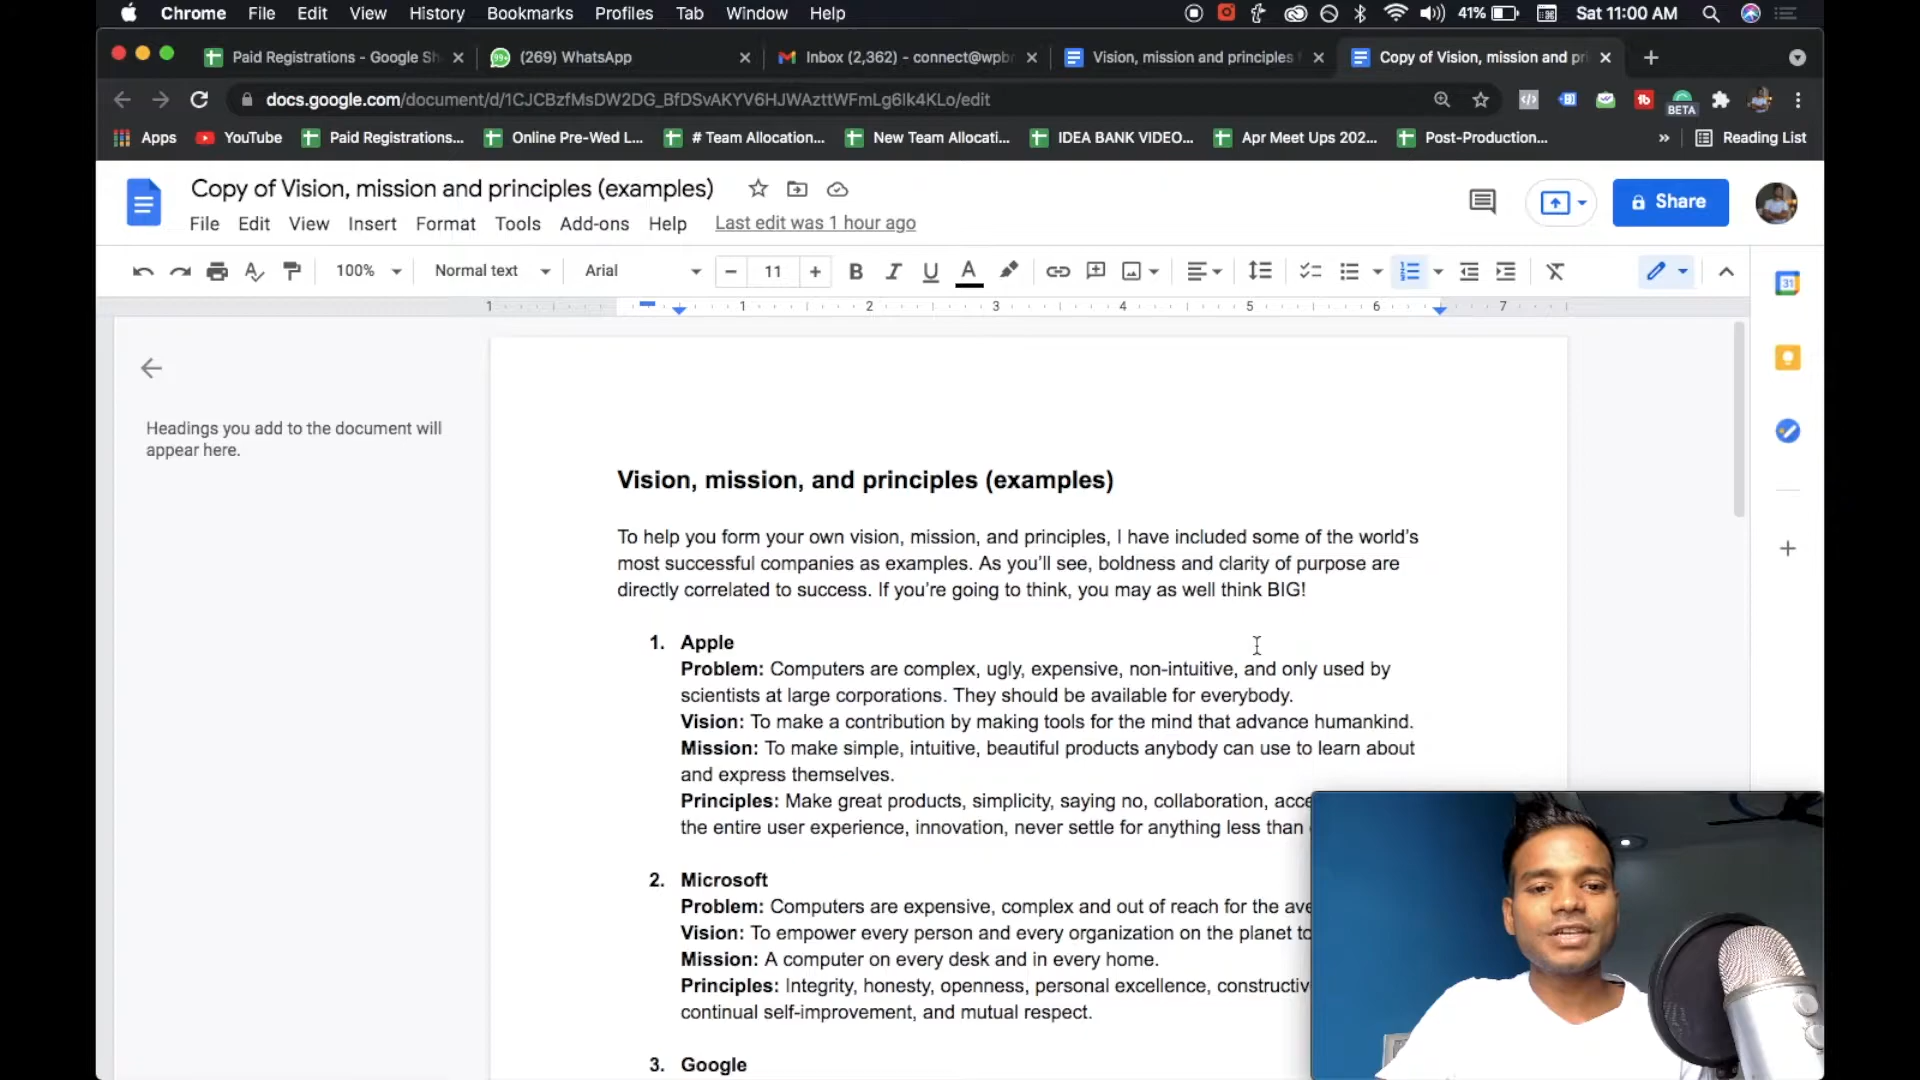 Chrome File Edit View History Bookmarks Profiles Tab Window Help 41% Sat 11:00 AM
Paid Registrations - Google Sh (269) WhatsApp Inbox (2,362) - connect@wpb Vision, mission and principles Copy of Vision, mission and pri
docs.google.com/document/d/1CJCBzfMsDW2DG_BfDSvAKYV6HJWAzttWFmLg6lk4KLo/edit
BETA
Apps YouTube Paid Registrations... Online Pre-Wed L... # Team Allocation... New Team Allocati... IDEA BANK VIDEO... Apr Meet Ups 202... Post-Production... » Reading List
Copy of Vision, mission and principles (examples)
Share
File Edit View Insert Format Tools Add-ons Help Last edit was 1 hour ago
100% Normal text Arial 11
1 1 2 3 4 5 6 7
Headings you add to the document will
appear here.
Vision, mission, and principles (examples)
To help you form your own vision, mission, and principles, I have included some of the world's
most successful companies as examples. As you'll see, boldness and clarity of purpose are
directly correlated to success. If you're going to think, you may as well think BIG!
1. Apple
Problem: Computers are complex, ugly, expensive, non-intuitive, and only used by
scientists at large corporations. They should be available for everybody.
Vision: To make a contribution by making tools for the mind that advance humankind.
Mission: To make simple, intuitive, beautiful products anybody can use to learn about
and express themselves.
Principles: Make great products, simplicity, saying no, collaboration, acce
the entire user experience, innovation, never settle for anything less than
2. Microsoft
Problem: Computers are expensive, complex and out of reach for the ave
Vision: To empower every person and every organization on the planet to
Mission: A computer on every desk and in every home.
Principles: Integrity, honesty, openness, personal excellence, constructiv
continual self-improvement, and mutual respect.
3. Google